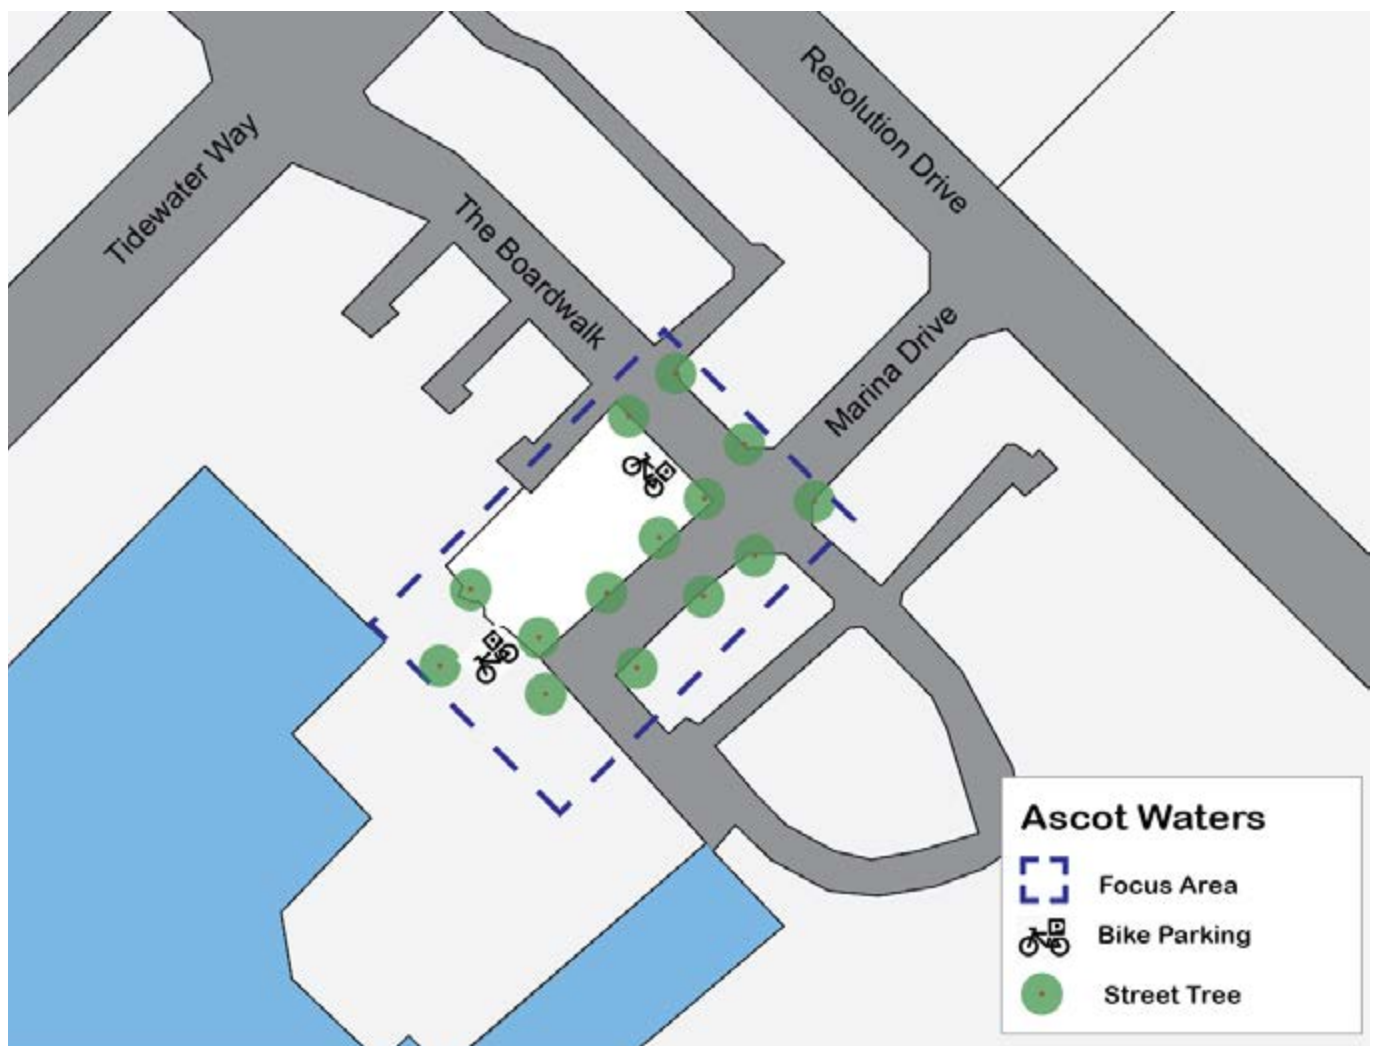 Resolution Drive
Tidewater Way
The Boardwalk
Marina Drive
Ascot Waters
Focus Area
Bike Parking
Street Tree